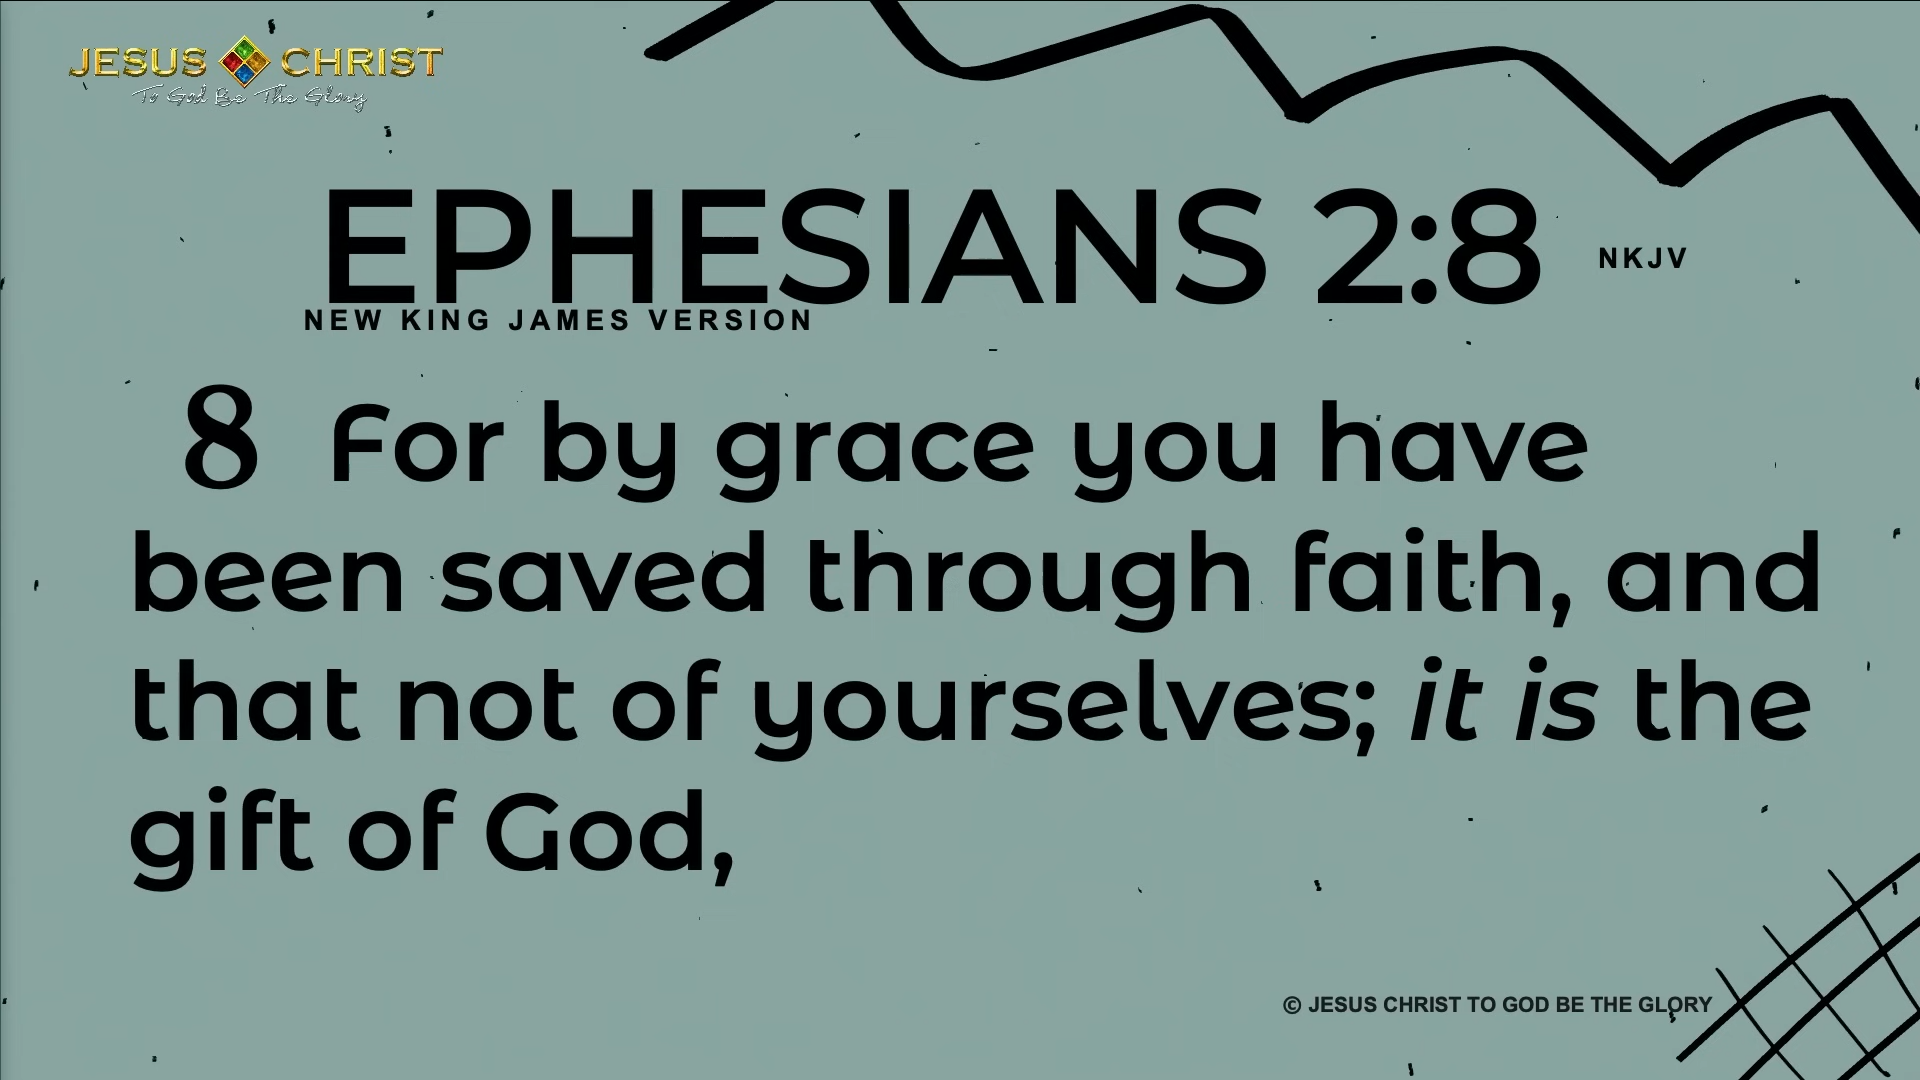 JESUS CHRIST
To God Be The Glory
EPHESIANS 2:8 NKJV
NEW KING JAMES VERSION
8 For by grace you have
been saved through faith, and
that not of yourselves; it is the
gift of God,
© JESUS CHRIST TO GOD BE THE GLORY